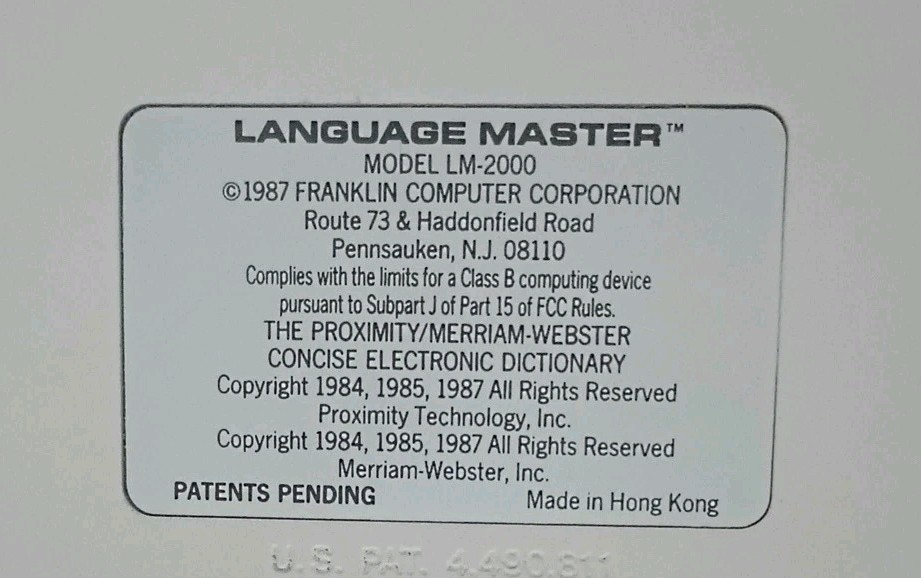 LANGUAGE MASTER™
MODEL LM-2000
©1987 FRANKLIN COMPUTER CORPORATION
Route 73 & Haddonfield Road
Pennsauken, N.J. 08110
Complies with the limits for a Class B computing device
pursuant to Subpart J of Part 15 of FCC Rules.
THE PROXIMITY/MERRIAM-WEBSTER
CONCISE ELECTRONIC DICTIONARY
Copyright 1984, 1985, 1987 All Rights Reserved
Proximity Technology, Inc.
Copyright 1984, 1985, 1987 All Rights Reserved
Merriam-Webster, Inc.
PATENTS PENDING Made in Hong Kong
U.S. PAT. 4,490,811